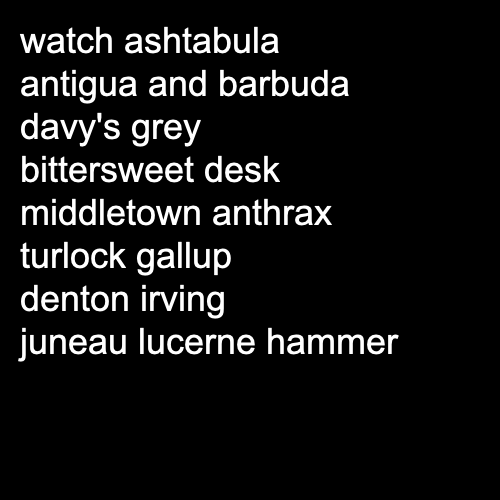 watch ashtabula
antigua and barbuda
davy's grey
bittersweet desk
middletown anthrax
turlock gallup
denton irving
juneau lucerne hammer